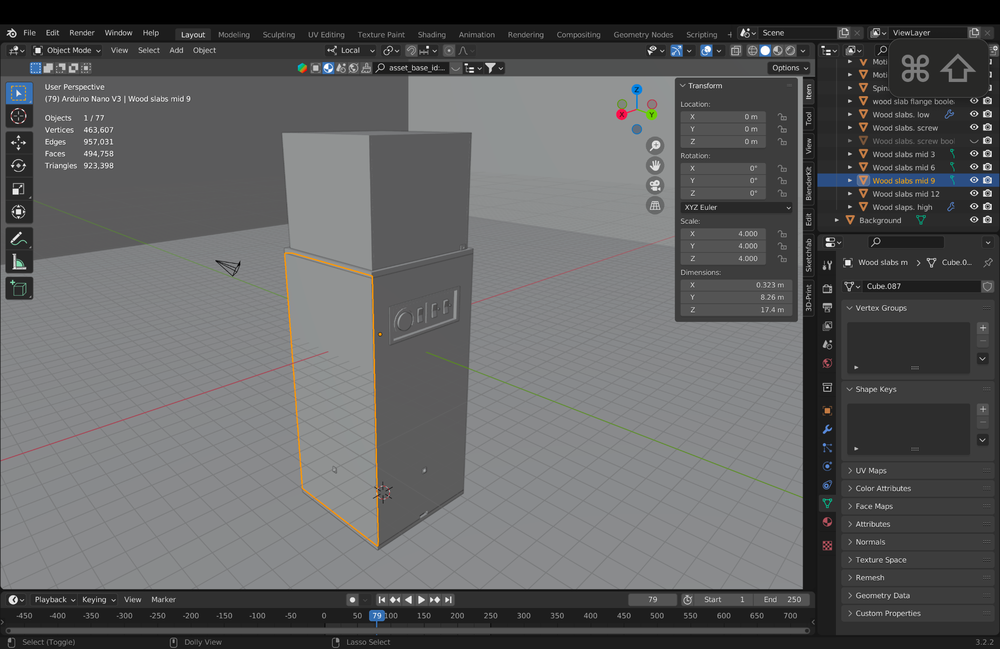 File Edit Render Window Help Layout Modeling Sculpting UV Editing Texture Paint Shading Animation Rendering Compositing Geometry Nodes Scripting + Scene ViewLayer
Object Mode View Select Add Object Local
asset_base_id:... Options
User Perspective
(79) Arduino Nano V3 | Wood slabs mid 9
Objects 1 / 77
Vertices 463,607
Edges 957,031
Faces 494,758
Triangles 923,398
Z
X
Y
Transform
Location:
X 0 m
Y 0 m
Z 0 m
Rotation:
X 0°
Y 0°
Z 0°
XYZ Euler
Scale:
X 4.000
Y 4.000
Z 4.000
Dimensions:
X 0.323 m
Y 8.26 m
Z 17.4 m
Item
Tool
View
BlenderKit
Edit
Sketchfab
3D-Print
Moti
Moti
Spin
wood slab flange boole
Wood slabs. low
Wood slabs. screw
Wood slabs. screw bool
Wood slabs mid 3
Wood slabs mid 6
Wood slabs mid 9
Wood slabs mid 12
Wood slaps. high
Background
⌘ ⇧
Wood slabs m > Cube.0...
Cube.087
Vertex Groups
Shape Keys
UV Maps
Color Attributes
Face Maps
Attributes
Normals
Texture Space
Remesh
Geometry Data
Custom Properties
Playback Keying View Marker 79 Start 1 End 250
-450 -400 -350 -300 -250 -200 -150 -100 -50 0 50 79 100 150 200 250 300 350 400 450 500 550 600 650 700
Select (Toggle) Dolly View Lasso Select 3.2.2